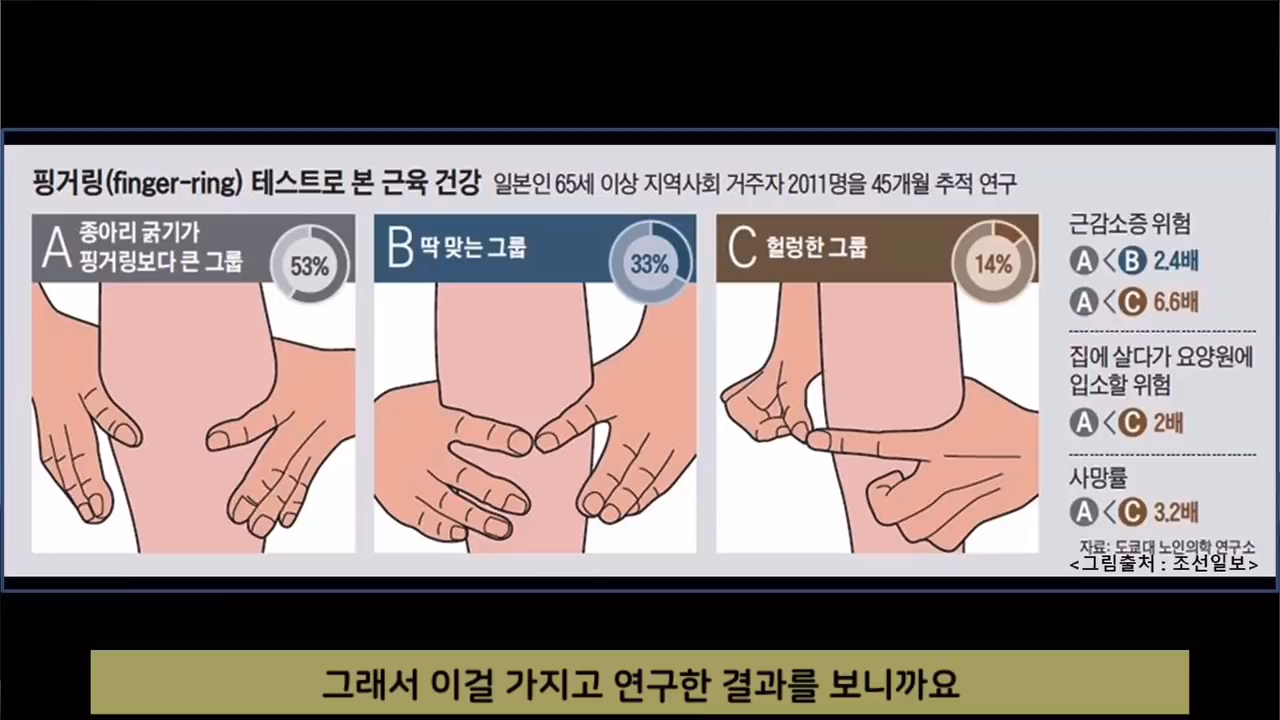 핑거링(finger-ring) 테스트로 본 근육 건강 일본인 65세 이상 지역사회 거주자 2011명을 45개월 추적 연구
A 종아리 굵기가
핑거링보다 큰 그룹
53%
B 딱 맞는 그룹
33%
C 헐렁한 그룹
14%
근감소증 위험
A < B 2.4배
A < C 6.6배
집에 살다가 요양원에
입소할 위험
A < C 2배
사망률
A < C 3.2배
자료: 도쿄대 노인의학 연구소
<그림출처 : 조선일보>
그래서 이걸 가지고 연구한 결과를 보니까요